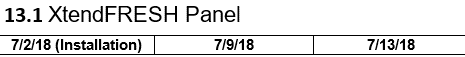 13.1 XtendFRESH Panel
7/2/18 (Installation) 7/9/18 7/13/18